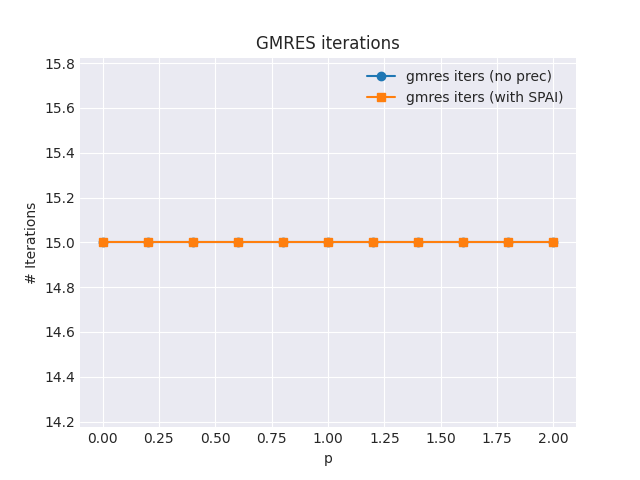 GMRES iterations
gmres iters (no prec)
gmres iters (with SPAI)
# Iterations
15.8
15.6
15.4
15.2
15.0
14.8
14.6
14.4
14.2
0.00 0.25 0.50 0.75 1.00 1.25 1.50 1.75 2.00
p